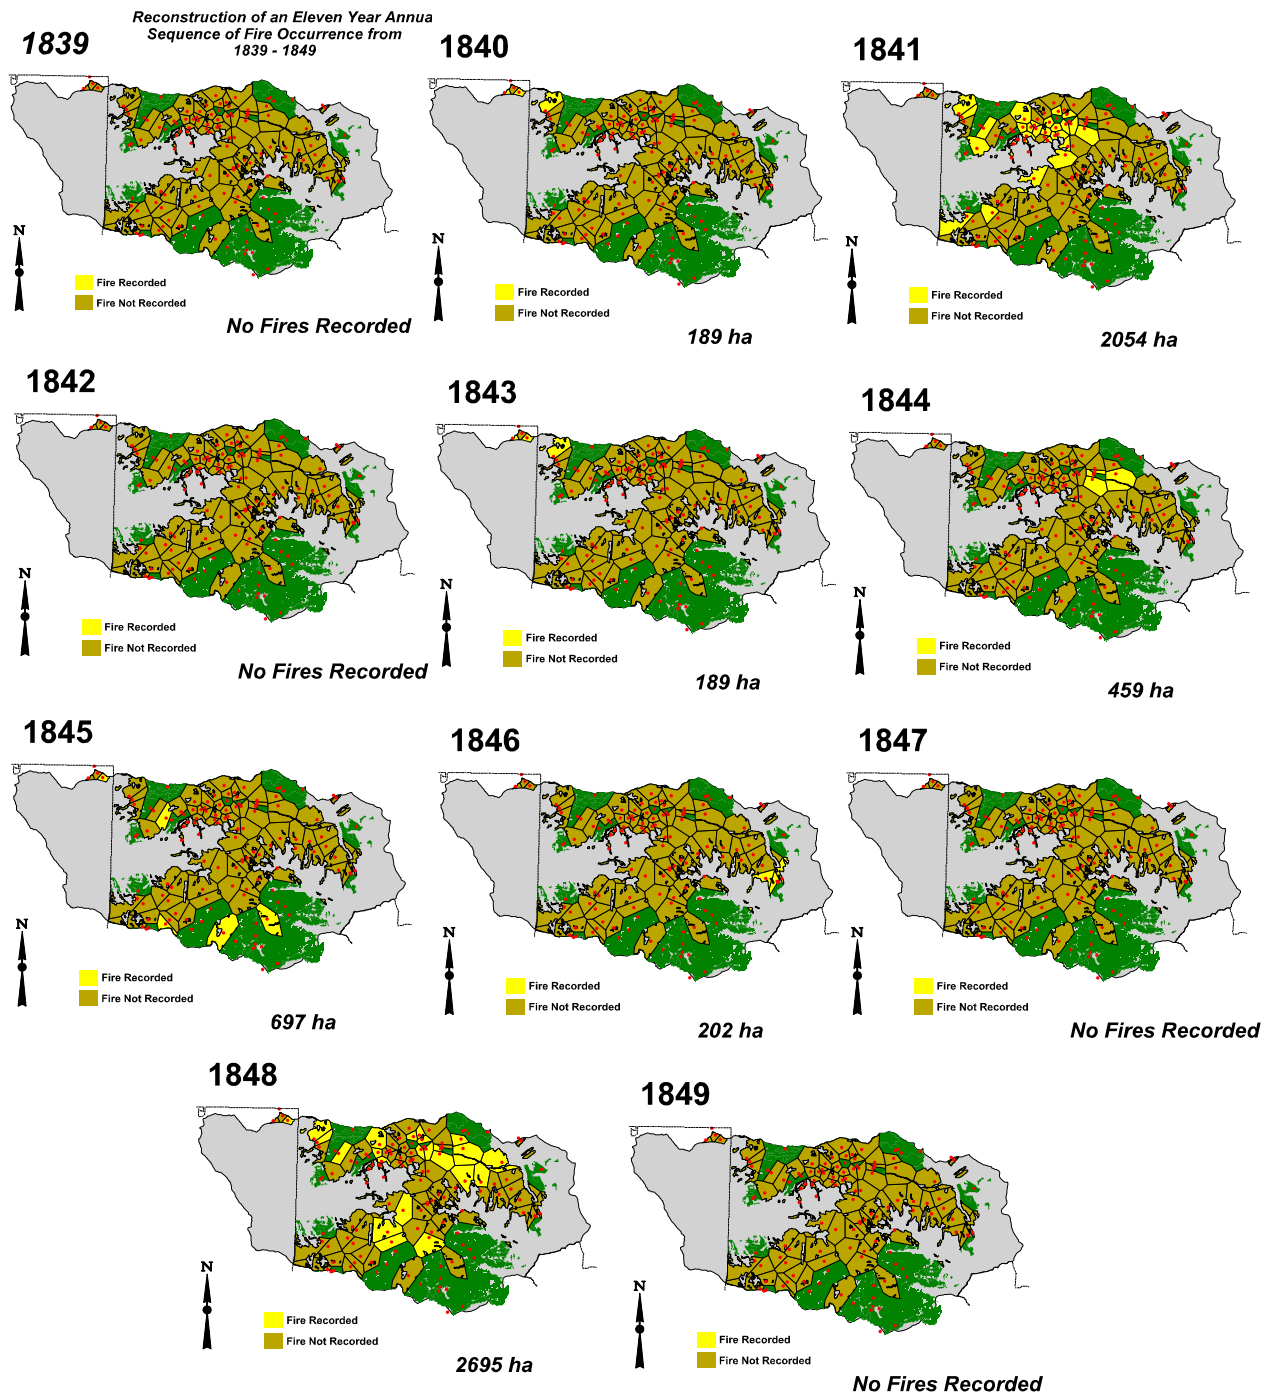 Reconstruction of an Eleven Year Annua
Sequence of Fire Occurrence from
1839 - 1849
1839
N
Fire Recorded
Fire Not Recorded
No Fires Recorded
1840
N
Fire Recorded
Fire Not Recorded
189 ha
1841
N
Fire Recorded
Fire Not Recorded
2054 ha
1842
N
Fire Recorded
Fire Not Recorded
No Fires Recorded
1843
N
Fire Recorded
Fire Not Recorded
189 ha
1844
N
Fire Recorded
Fire Not Recorded
459 ha
1845
N
Fire Recorded
Fire Not Recorded
697 ha
1846
N
Fire Recorded
Fire Not Recorded
202 ha
1847
N
Fire Recorded
Fire Not Recorded
No Fires Recorded
1848
N
Fire Recorded
Fire Not Recorded
2695 ha
1849
N
Fire Recorded
Fire Not Recorded
No Fires Recorded